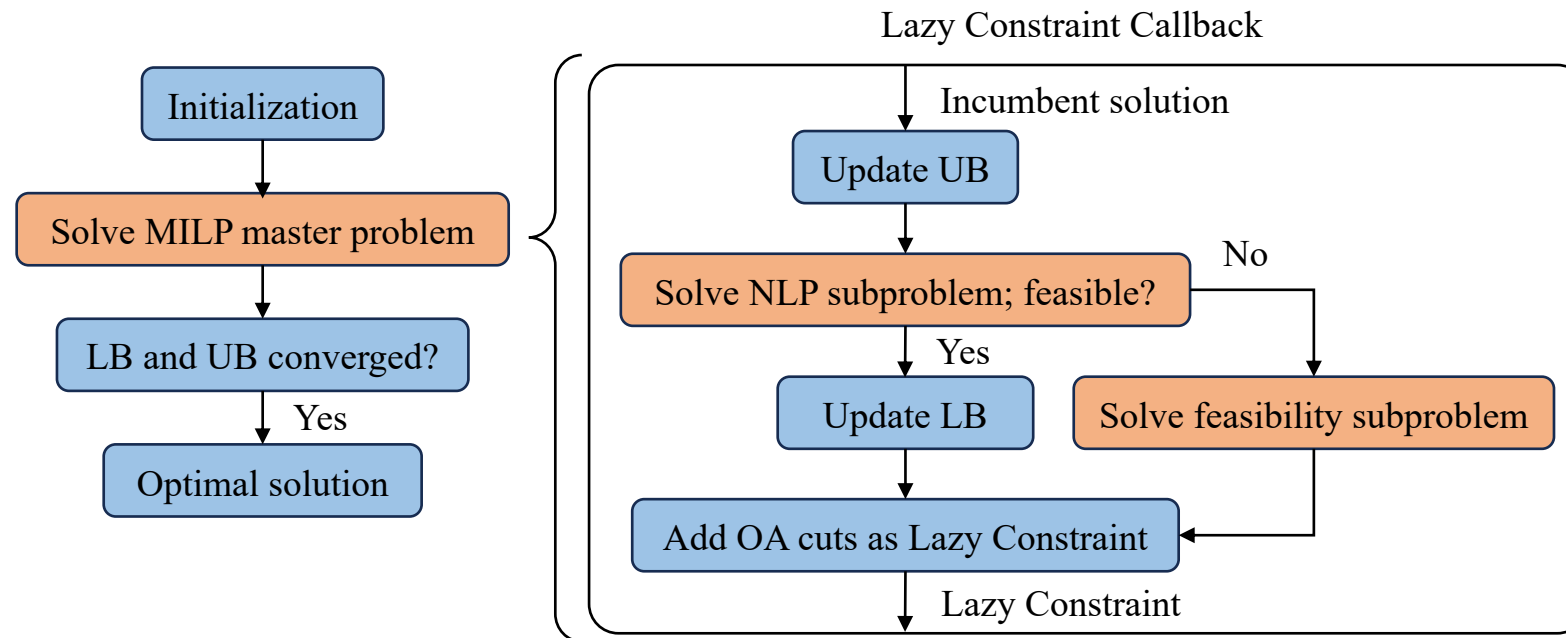 Initialization
Solve MILP master problem
LB and UB converged?
Yes
Optimal solution
Lazy Constraint Callback
Incumbent solution
Update UB
Solve NLP subproblem; feasible?
No
Yes
Update LB
Solve feasibility subproblem
Add OA cuts as Lazy Constraint
Lazy Constraint